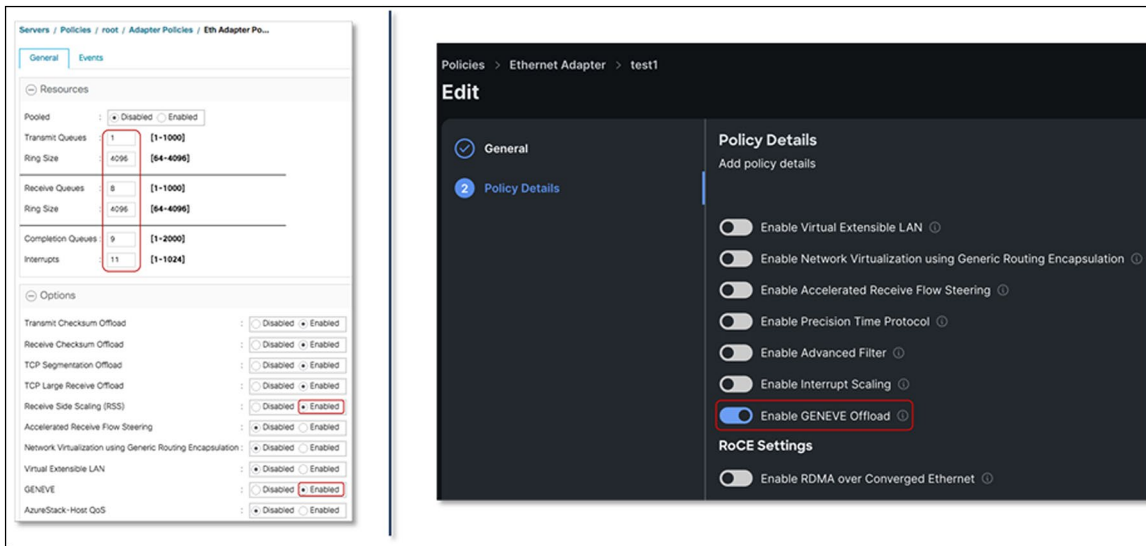 Servers / Policies / root / Adapter Policies / Eth Adapter Po...
General Events
Resources
Pooled : Disabled Enabled
Transmit Queues : 1 [1-1000]
Ring Size : 4096 [64-4096]
Receive Queues : 8 [1-1000]
Ring Size : 4096 [64-4096]
Completion Queues : 9 [1-2000]
Interrupts : 11 [1-1024]
Options
Transmit Checksum Offload : Disabled Enabled
Receive Checksum Offload : Disabled Enabled
TCP Segmentation Offload : Disabled Enabled
TCP Large Receive Offload : Disabled Enabled
Receive Side Scaling (RSS) : Disabled Enabled
Accelerated Receive Flow Steering : Disabled Enabled
Network Virtualization using Generic Routing Encapsulation : Disabled Enabled
Virtual Extensible LAN : Disabled Enabled
GENEVE : Disabled Enabled
AzureStack-Host QoS : Disabled Enabled
Policies > Ethernet Adapter > test1
Edit
General
2 Policy Details
Policy Details
Add policy details
Enable Virtual Extensible LAN
Enable Network Virtualization using Generic Routing Encapsulation
Enable Accelerated Receive Flow Steering
Enable Precision Time Protocol
Enable Advanced Filter
Enable Interrupt Scaling
Enable GENEVE Offload
RoCE Settings
Enable RDMA over Converged Ethernet